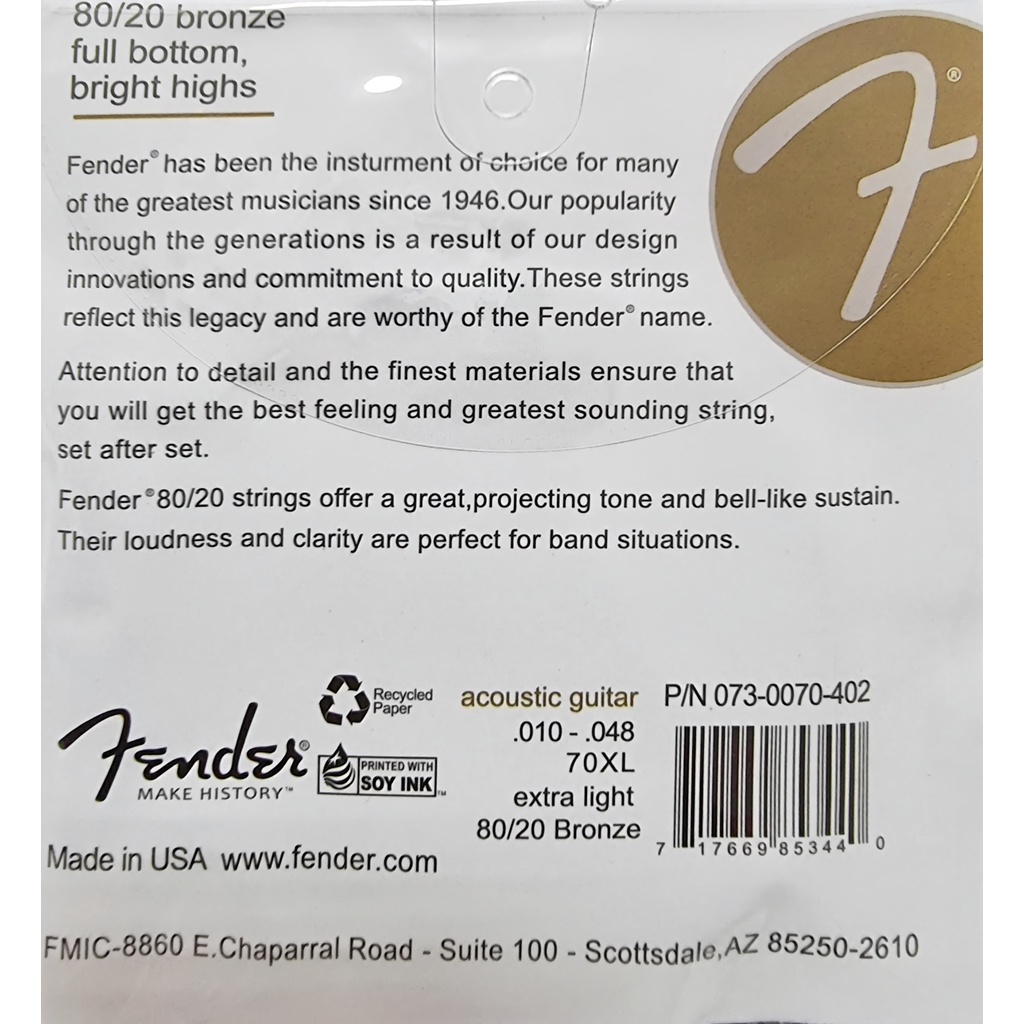 80/20 bronze
full bottom,
bright highs
®
Fender® has been the insturment of choice for many
of the greatest musicians since 1946.Our popularity
through the generations is a result of our design
innovations and commitment to quality.These strings
reflect this legacy and are worthy of the Fender® name.
Attention to detail and the finest materials ensure that
you will get the best feeling and greatest sounding string,
set after set.
Fender®80/20 strings offer a great,projecting tone and bell-like sustain.
Their loudness and clarity are perfect for band situations.
Fender®
MAKE HISTORY™
Recycled
Paper
PRINTED WITH
SOY INK™
acoustic guitar
.010 - .048
70XL
extra light
80/20 Bronze
P/N 073-0070-402
7 17669 85344 0
Made in USA www.fender.com
FMIC-8860 E.Chaparral Road - Suite 100 - Scottsdale,AZ 85250-2610